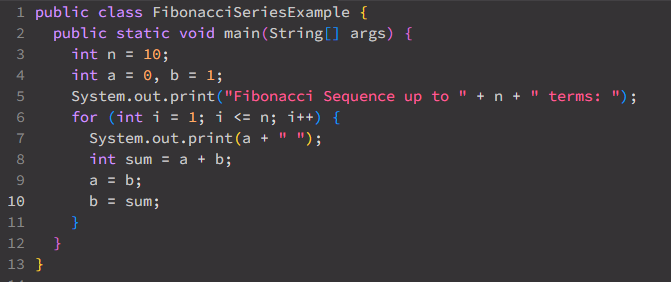 1 public class FibonacciSeriesExample {
2 public static void main(String[] args) {
3 int n = 10;
4 int a = 0, b = 1;
5 System.out.print("Fibonacci Sequence up to " + n + " terms: ");
6 for (int i = 1; i <= n; i++) {
7 System.out.print(a + " ");
8 int sum = a + b;
9 a = b;
10 b = sum;
11 }
12 }
13 }